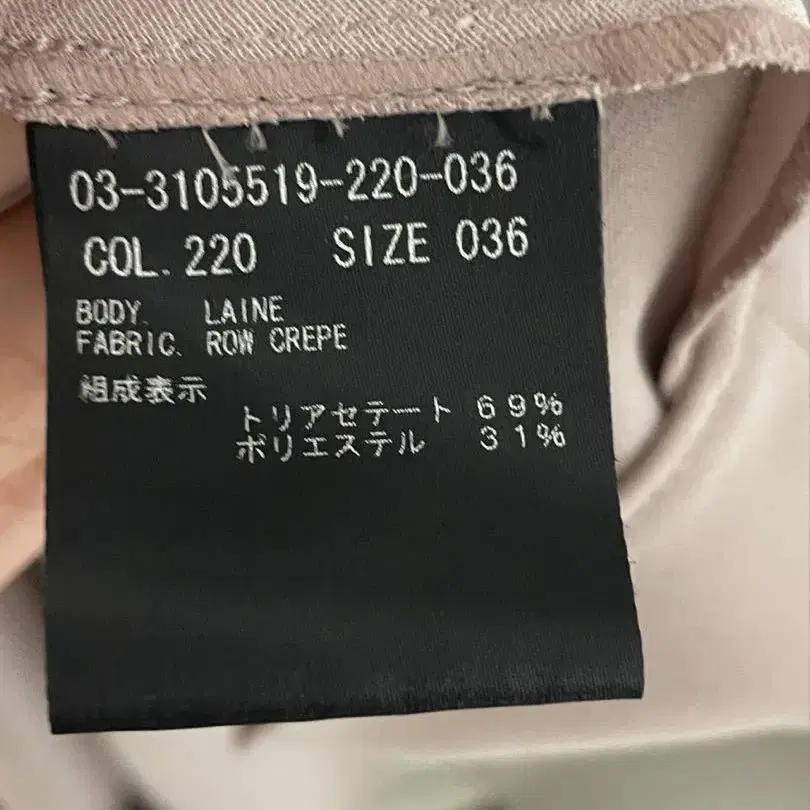 03-3105519-220-036
COL.220 SIZE 036
BODY. LAINE
FABRIC. ROW CREPE
組成表示
トリアセテート 69%
ポリエステル 31%